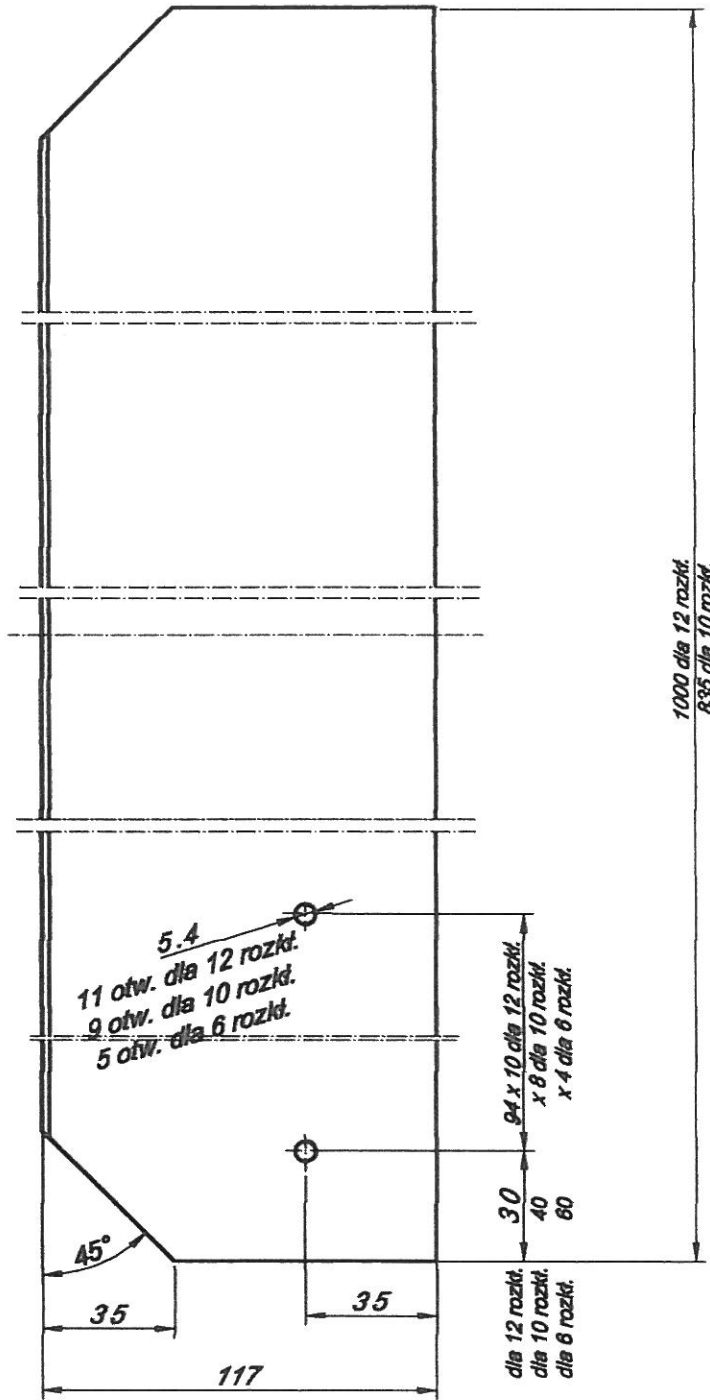 1000 dla 12 rozkł.
835 dla 10 rozkł.
5.4
11 otw. dla 12 rozkł.
9 otw. dla 10 rozkł.
5 otw. dla 6 rozkł.
94 x 10 dla 12 rozkł.
x 8 dla 10 rozkł.
x 4 dla 6 rozkł.
30
40
60
dla 12 rozkł.
dla 10 rozkł.
dla 6 rozkł.
45°
35
35
117